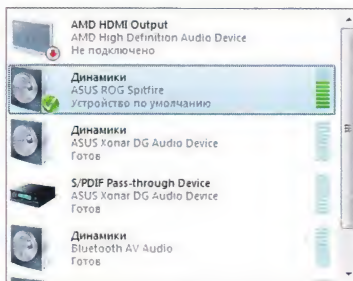 AMD HDMI Output
AMD High Definition Audio Device
Не подключено
Динамики
ASUS ROG Spitfire
Устройство по умолчанию
Динамики
ASUS Xonar DG Audio Device
Готов
S/PDIF Pass-through Device
ASUS Xonar DG Audio Device
Готов
Динамики
Bluetooth AV Audio
Готов